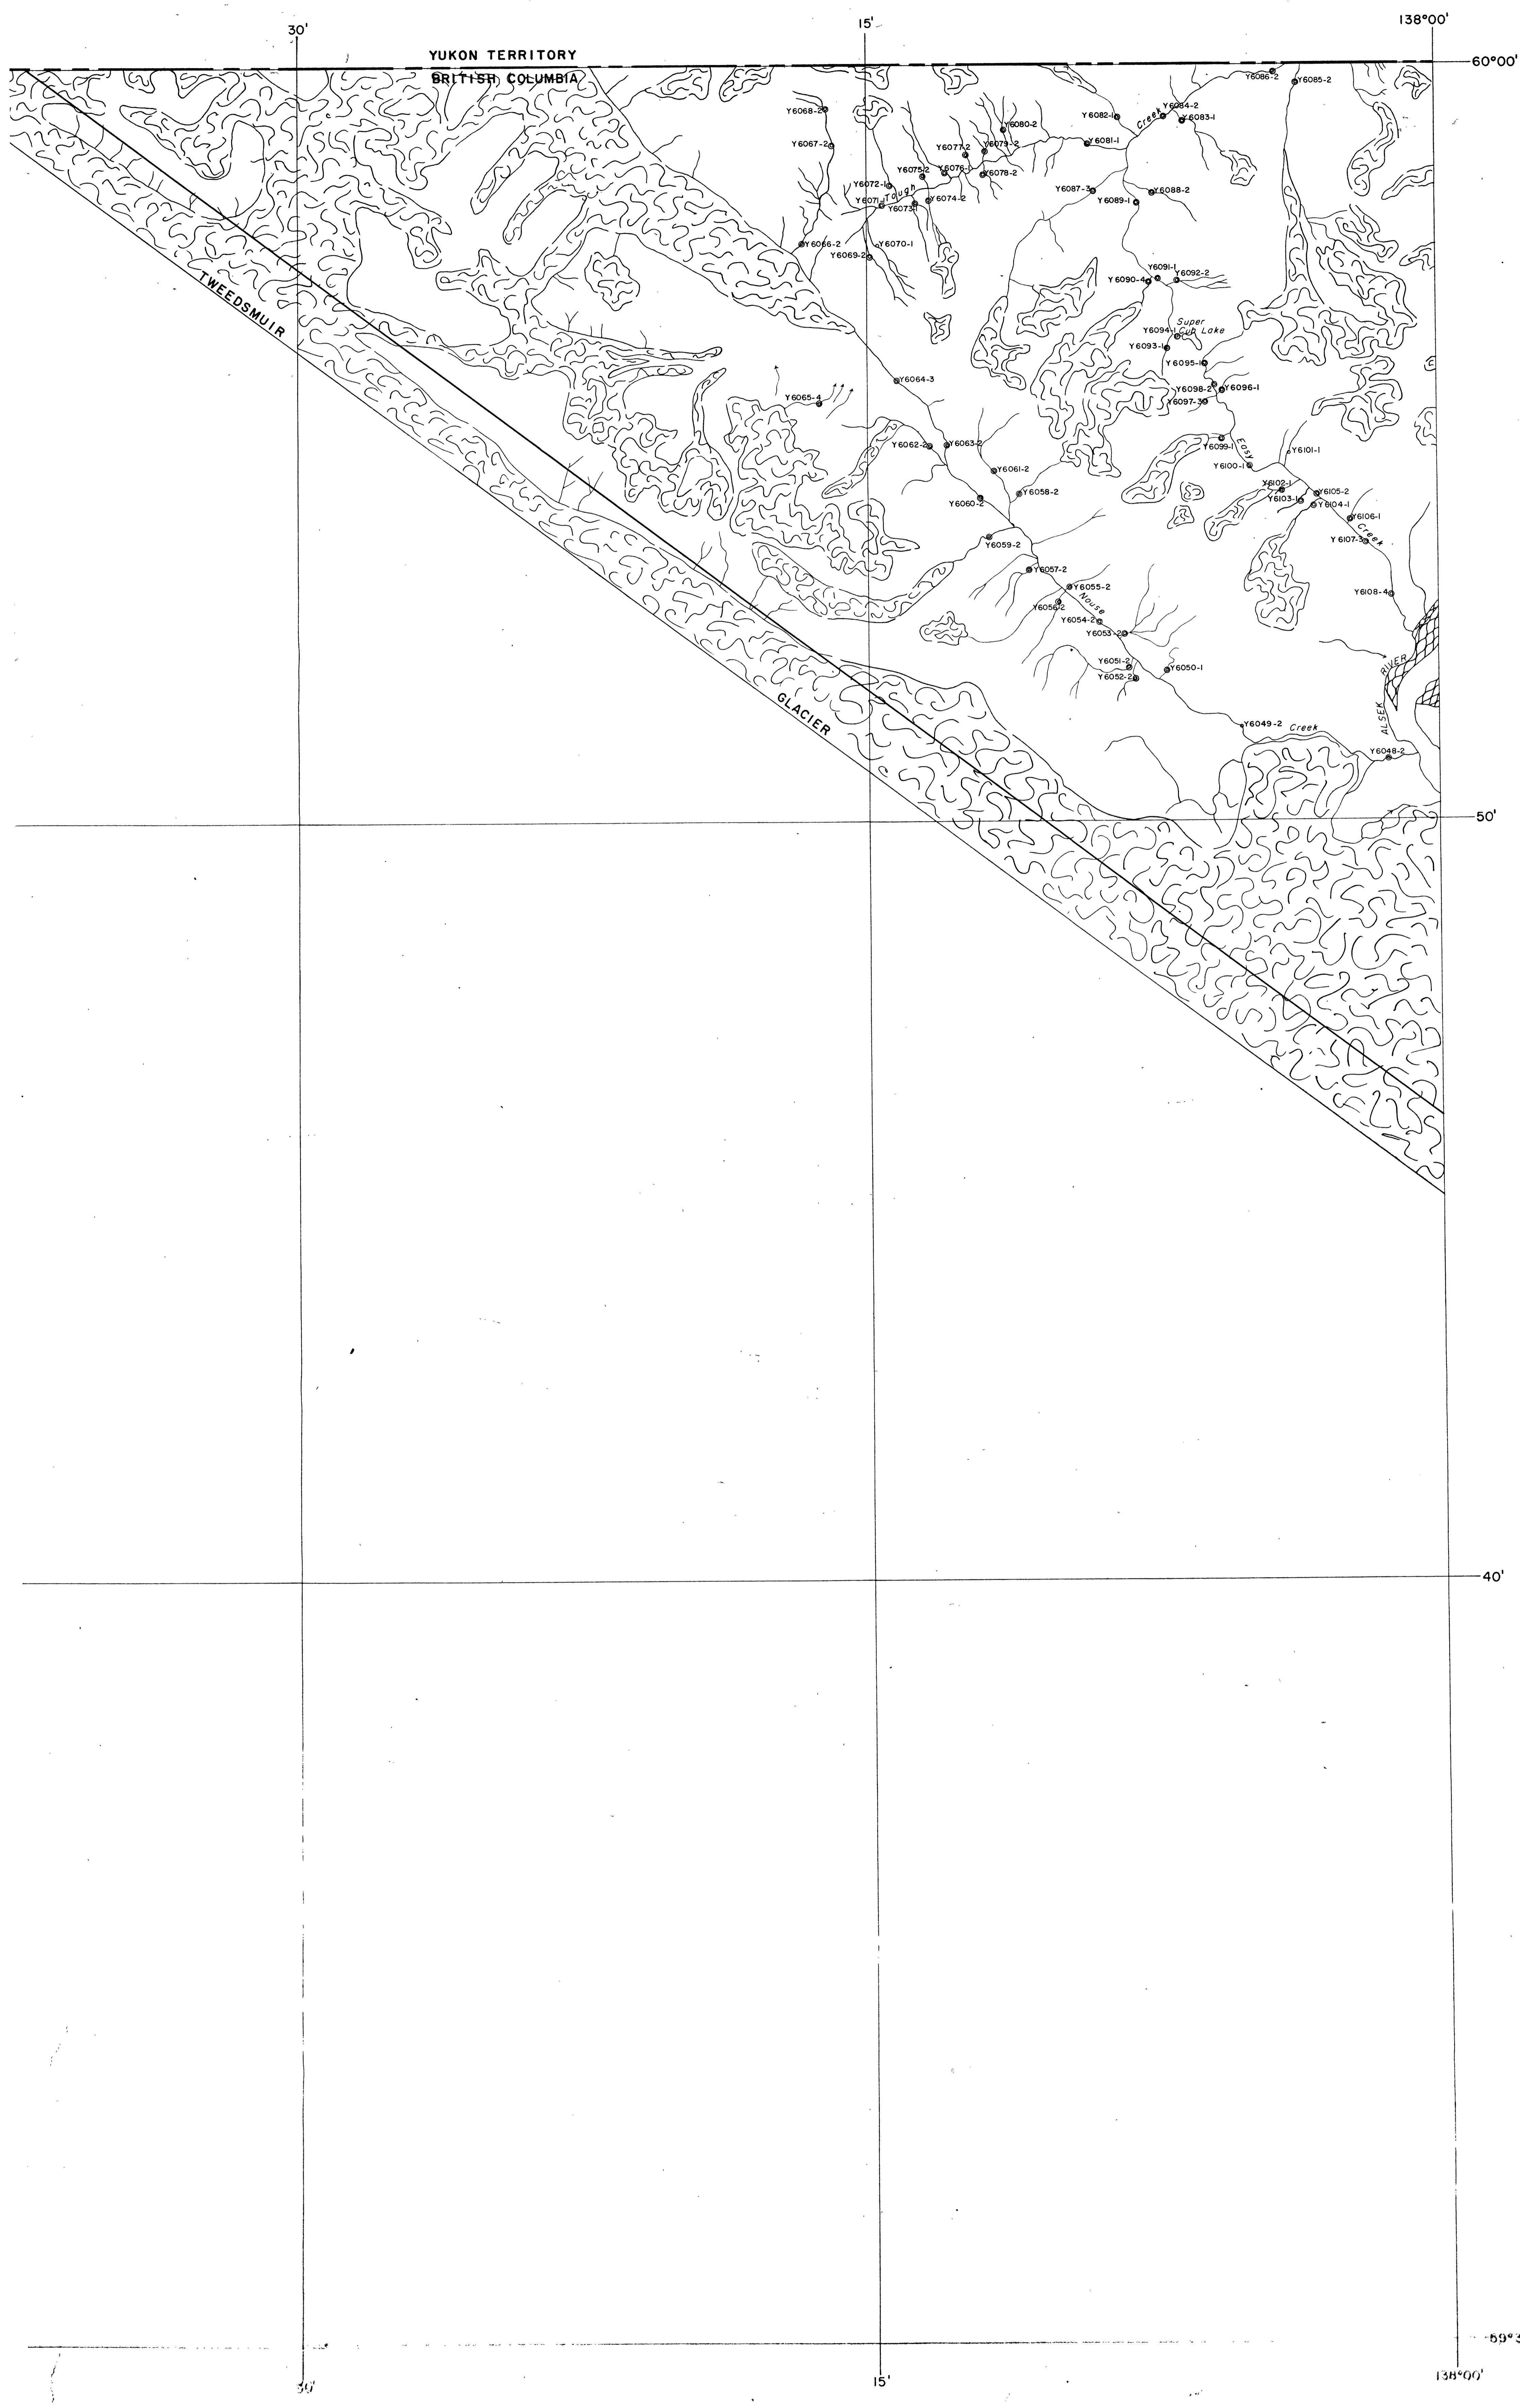 138°00'
30'
15'
YUKON TERRITORY
60°00'
BRITISH COLUMBIA
Y6086-2
Y6085-2
Y6068-2
Y6084-2
Creek
Y6082-1
Y6083-1
Y6080-2
Y6067-2
Y6081-1
Y6077-2
Y6079-2
Y6075-2
Y6076-1
Y6078-2
Y6072-1
Tough
Y6087-3
Y6088-2
Y6071-1
Y6073-1
Y6074-2
Y6089-1
Y6066-2
Y6070-1
Y6069-2
Y6091-1
Y6092-2
Y6090-4
TWEEDSMUIR
Super
Cub Lake
Y6094-1
Y6093-1
Y6095-1
Y6064-3
Y6098-2
Y6096-1
Y6065-4
Y6097-3
Y6062-2
Y6063-2
Y6099-1
Easy
Y6101-1
Y6100-1
Y6061-2
Y6102-1
Y6058-2
Y6105-2
Y6060-2
Y6103-1
Y6104-1
Y6106-1
Creek
Y6107-3
Y6059-2
Y6057-2
Y6055-2
Y6108-4
Nouse
Y6056-2
Y6054-2
Y6053-2
Y6051-2
Y6050-1
RIVER
Y6052-2
GLACIER
ALSEK
Y6049-2
Creek
Y6048-2
50'
40'
30'
15'
138°00'